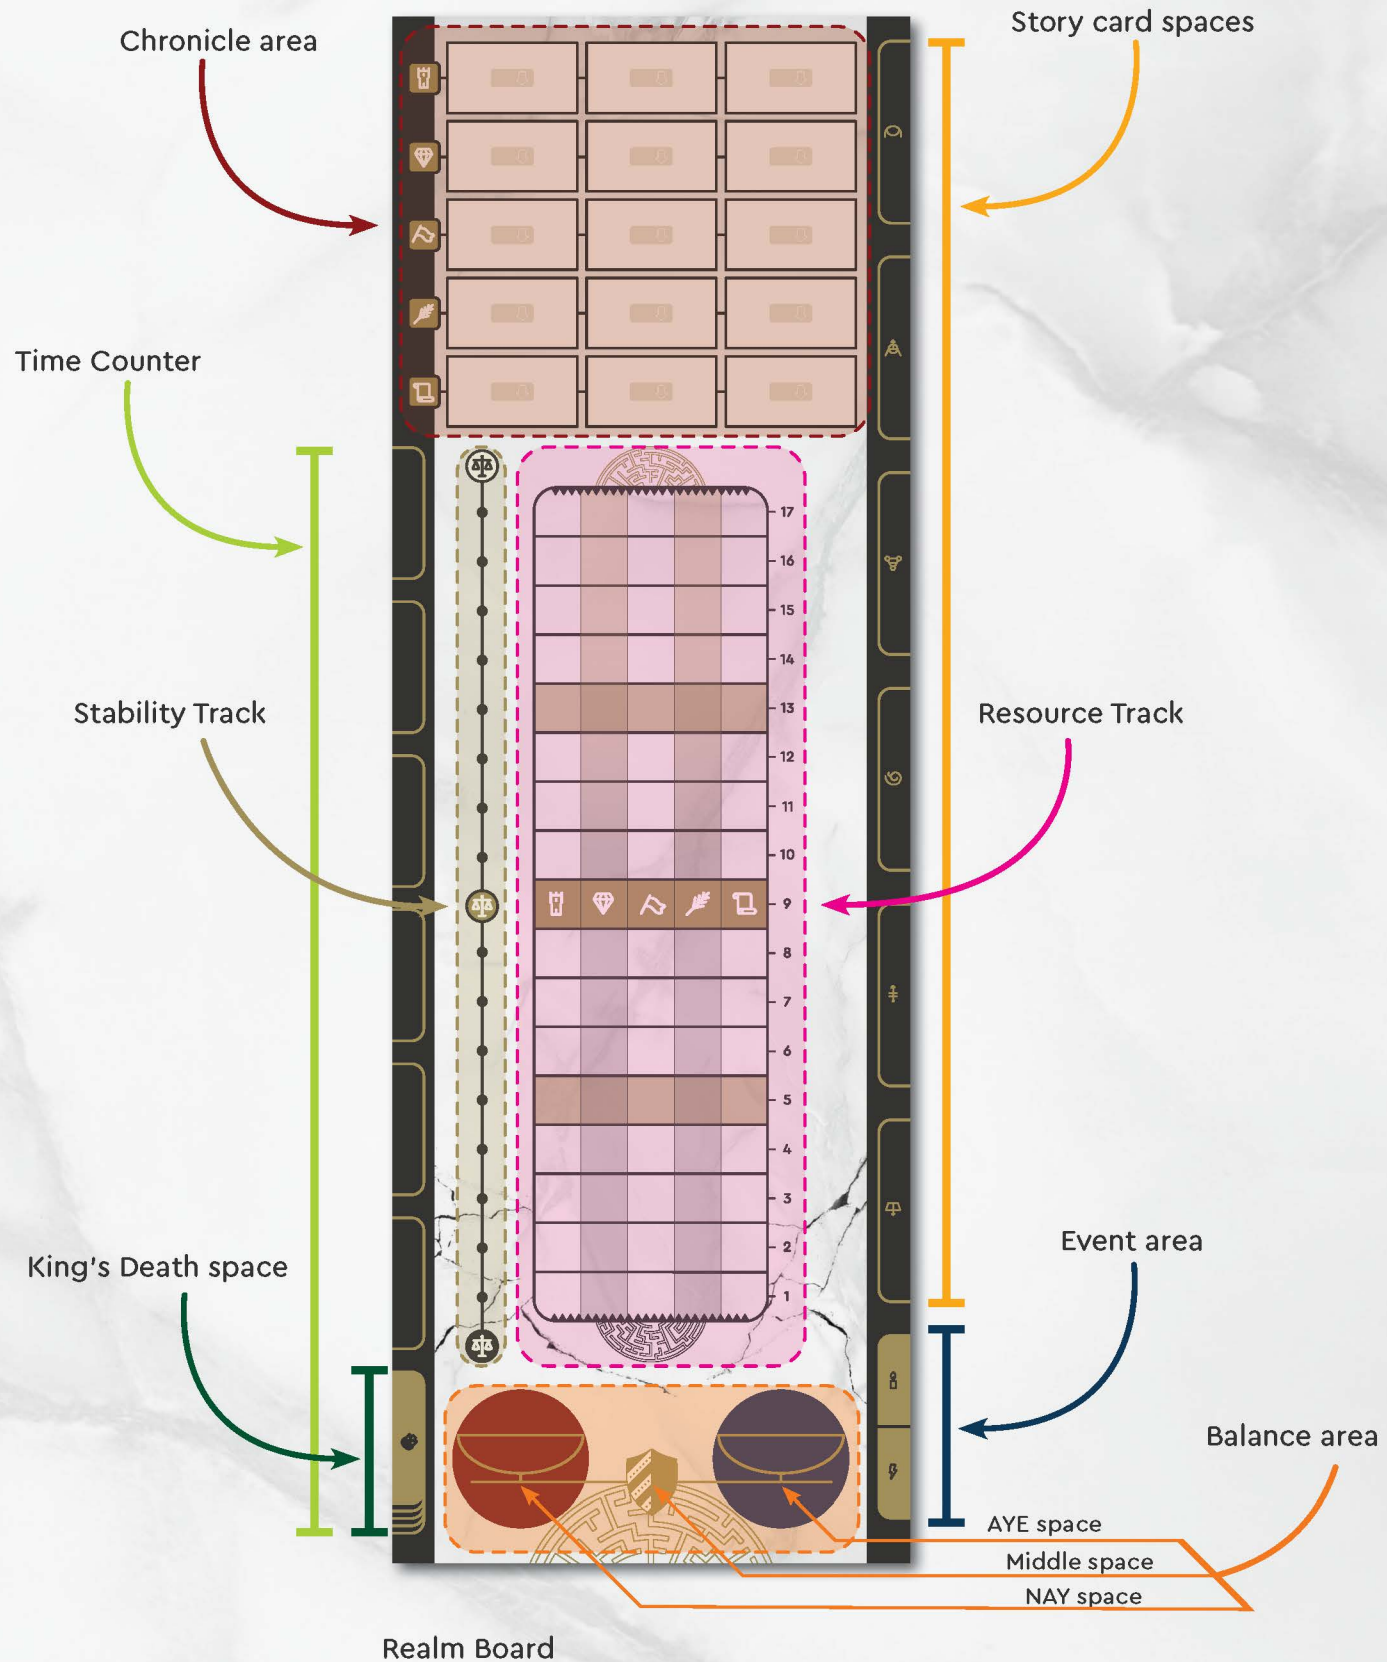 Story card spaces
Chronicle area
Time Counter
17
16
15
14
13
Stability Track
Resource Track
12
11
10
9
8
7
6
5
4
3
2
Event area
King's Death space
1
Balance area
AYE space
Middle space
NAY space
Realm Board